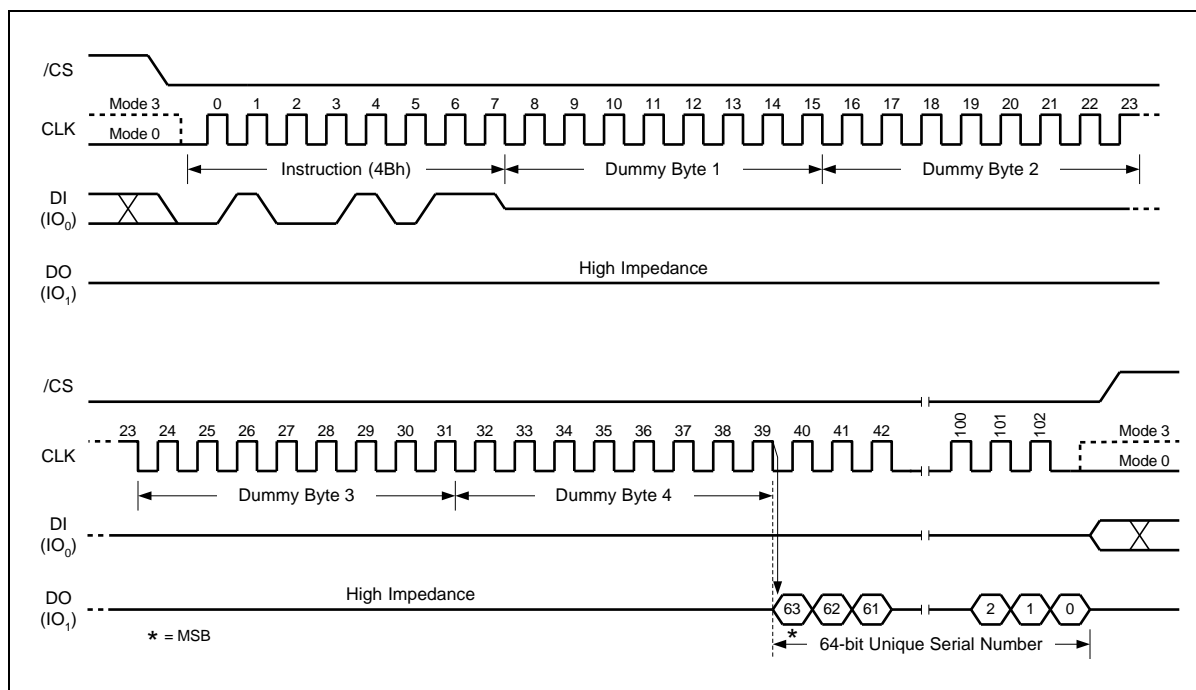 /CS
Mode 3
0 1 2 3 4 5 6 7 8 9 10 11 12 13 14 15 16 17 18 19 20 21 22 23
CLK
Mode 0
Instruction (4Bh) Dummy Byte 1 Dummy Byte 2
DI
(IO0)
High Impedance
DO
(IO1)
/CS
23 24 25 26 27 28 29 30 31 32 33 34 35 36 37 38 39 40 41 42 100 101 102
Mode 3
CLK
Mode 0
Dummy Byte 3 Dummy Byte 4
DI
(IO0)
High Impedance
DO
(IO1)
63 62 61 2 1 0
* = MSB
* 64-bit Unique Serial Number